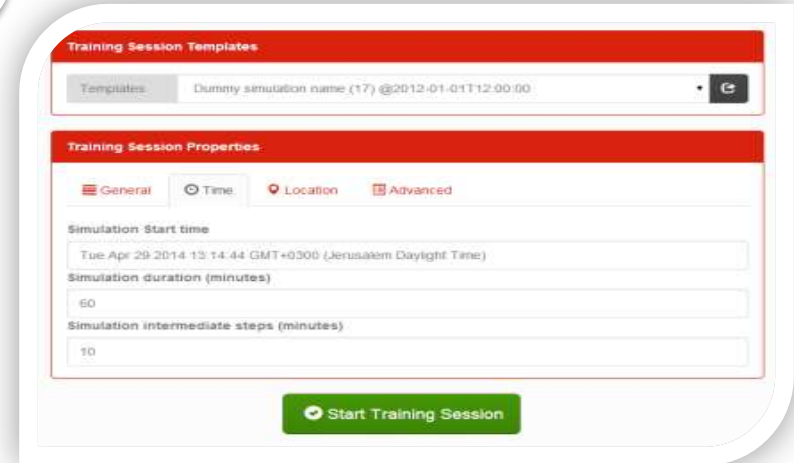 Training Session Templates
Templates Dummy simulation name (17) @2012-01-01T12:00:00
Training Session Properties
General Time Location Advanced
Simulation Start time
Tue Apr 29 2014 13:14:44 GMT+0300 (Jerusalem Daylight Time)
Simulation duration (minutes)
60
Simulation intermediate steps (minutes)
10
Start Training Session